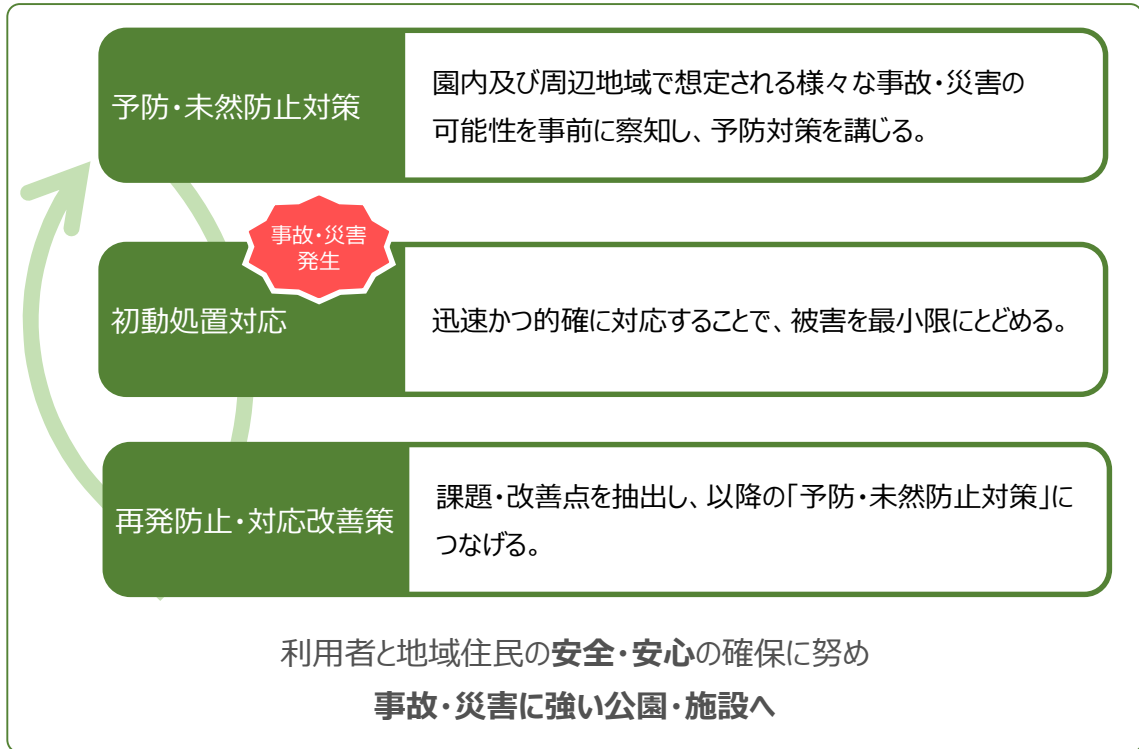 予防・未然防止対策
園内及び周辺地域で想定される様々な事故・災害の
可能性を事前に察知し、予防対策を講じる。
事故・災害
発生
初動処置対応
迅速かつ的確に対応することで、被害を最小限にとどめる。
再発防止・対応改善策
課題・改善点を抽出し、以降の「予防・未然防止対策」に
つなげる。
利用者と地域住民の安全・安心の確保に努め
事故・災害に強い公園・施設へ